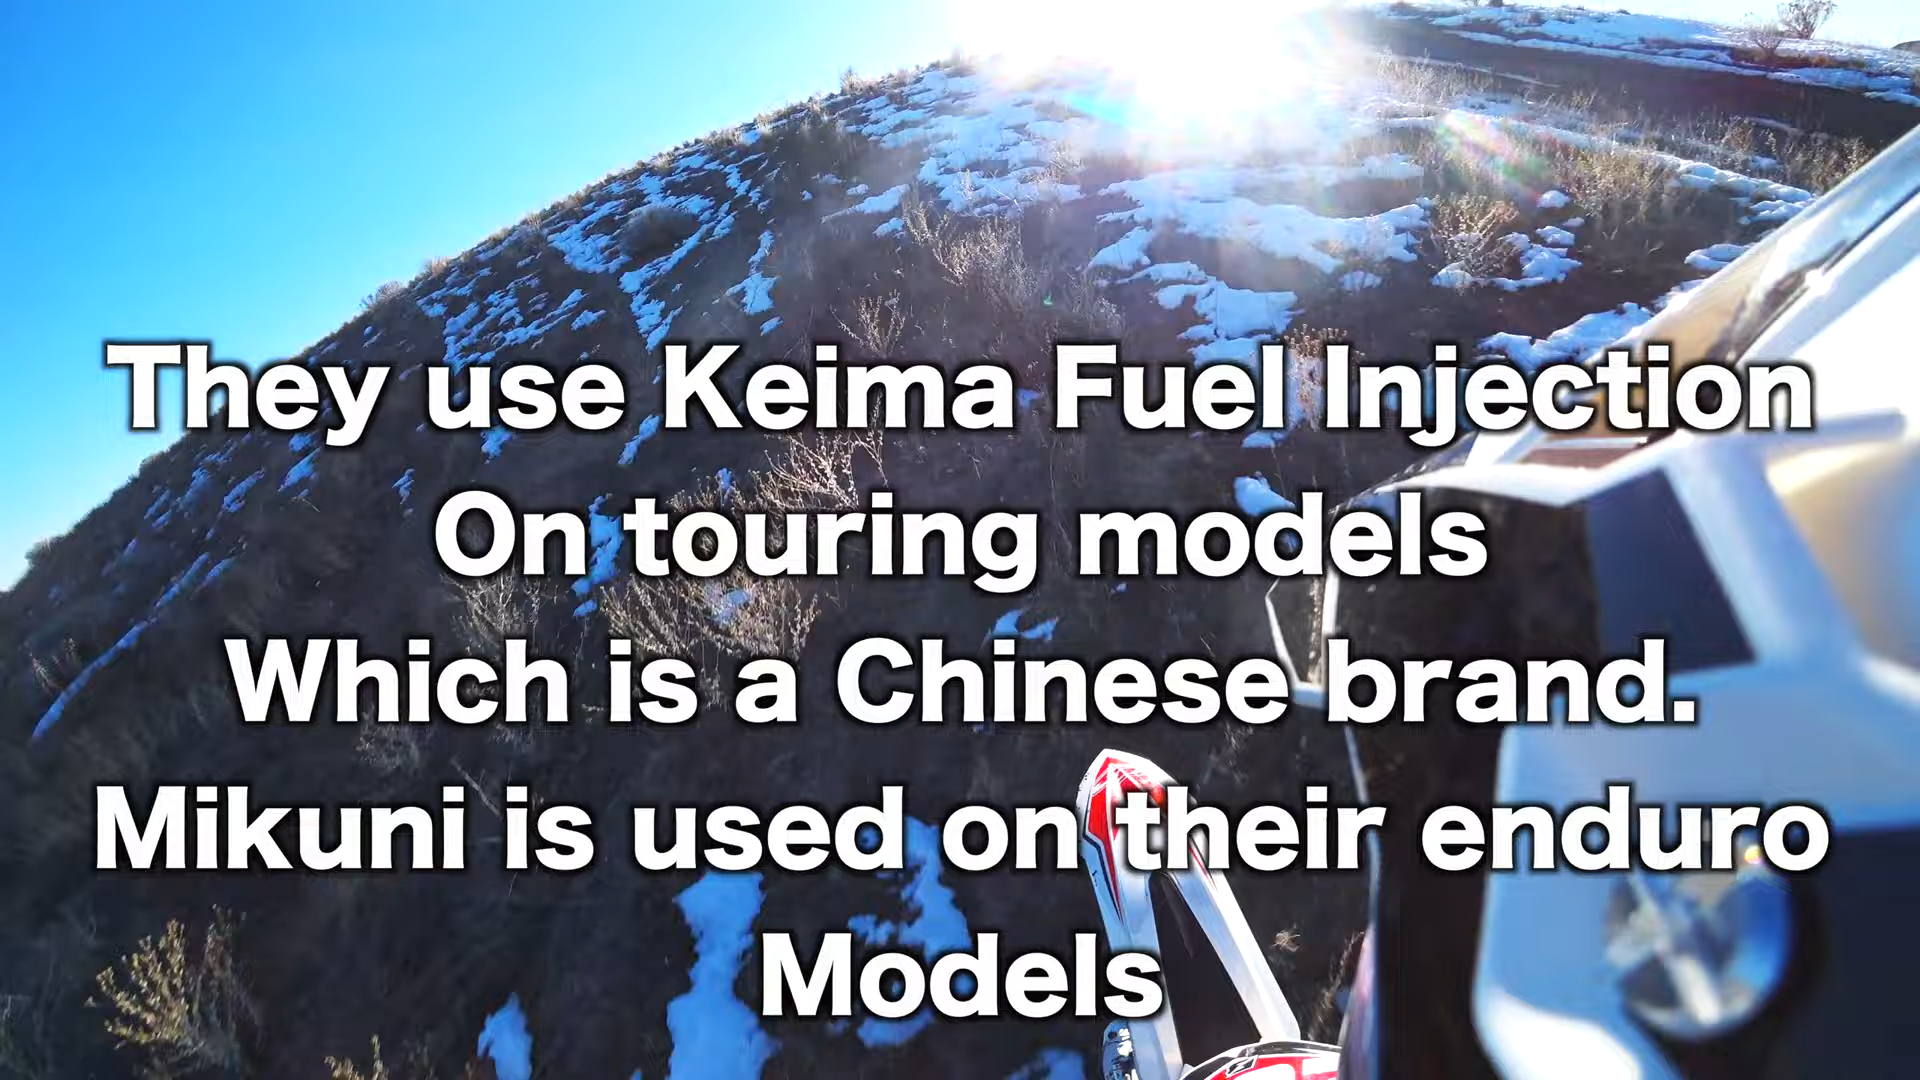 They use Keima Fuel Injection
On touring models
Which is a Chinese brand.
Mikuni is used on their enduro
Models